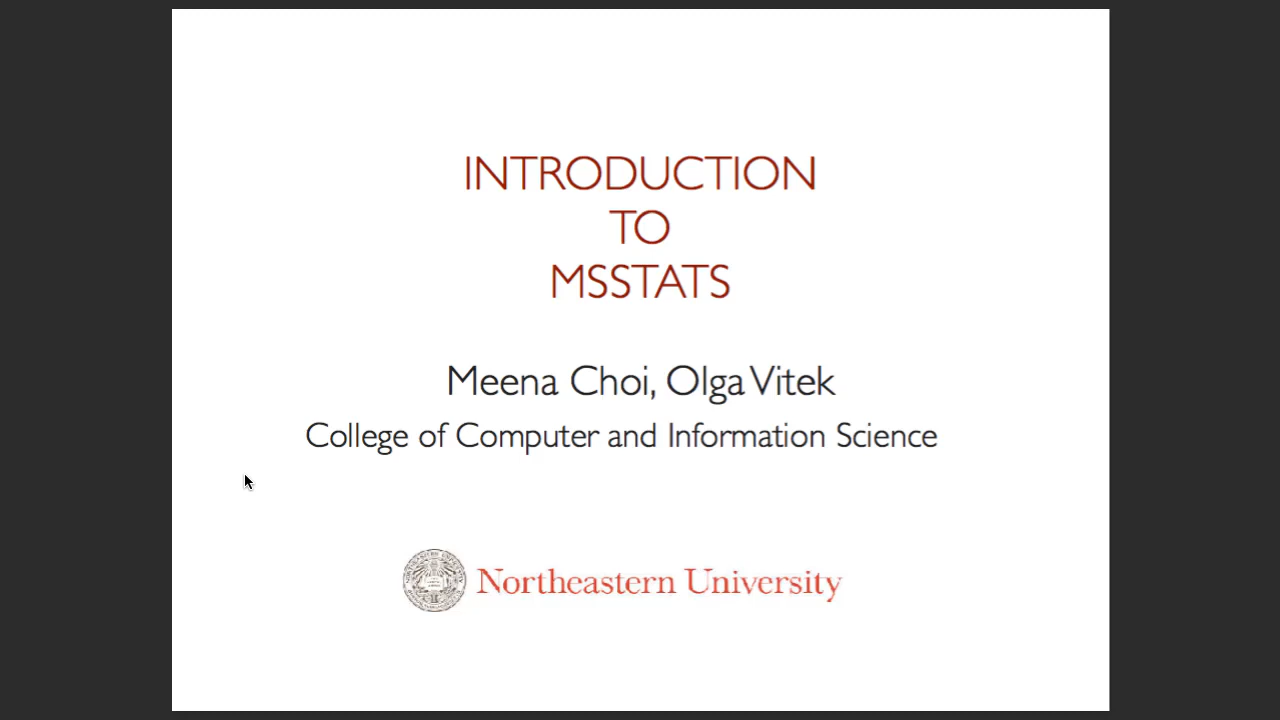 INTRODUCTION
TO
MSSTATS
Meena Choi, Olga Vitek
College of Computer and Information Science
Northeastern University